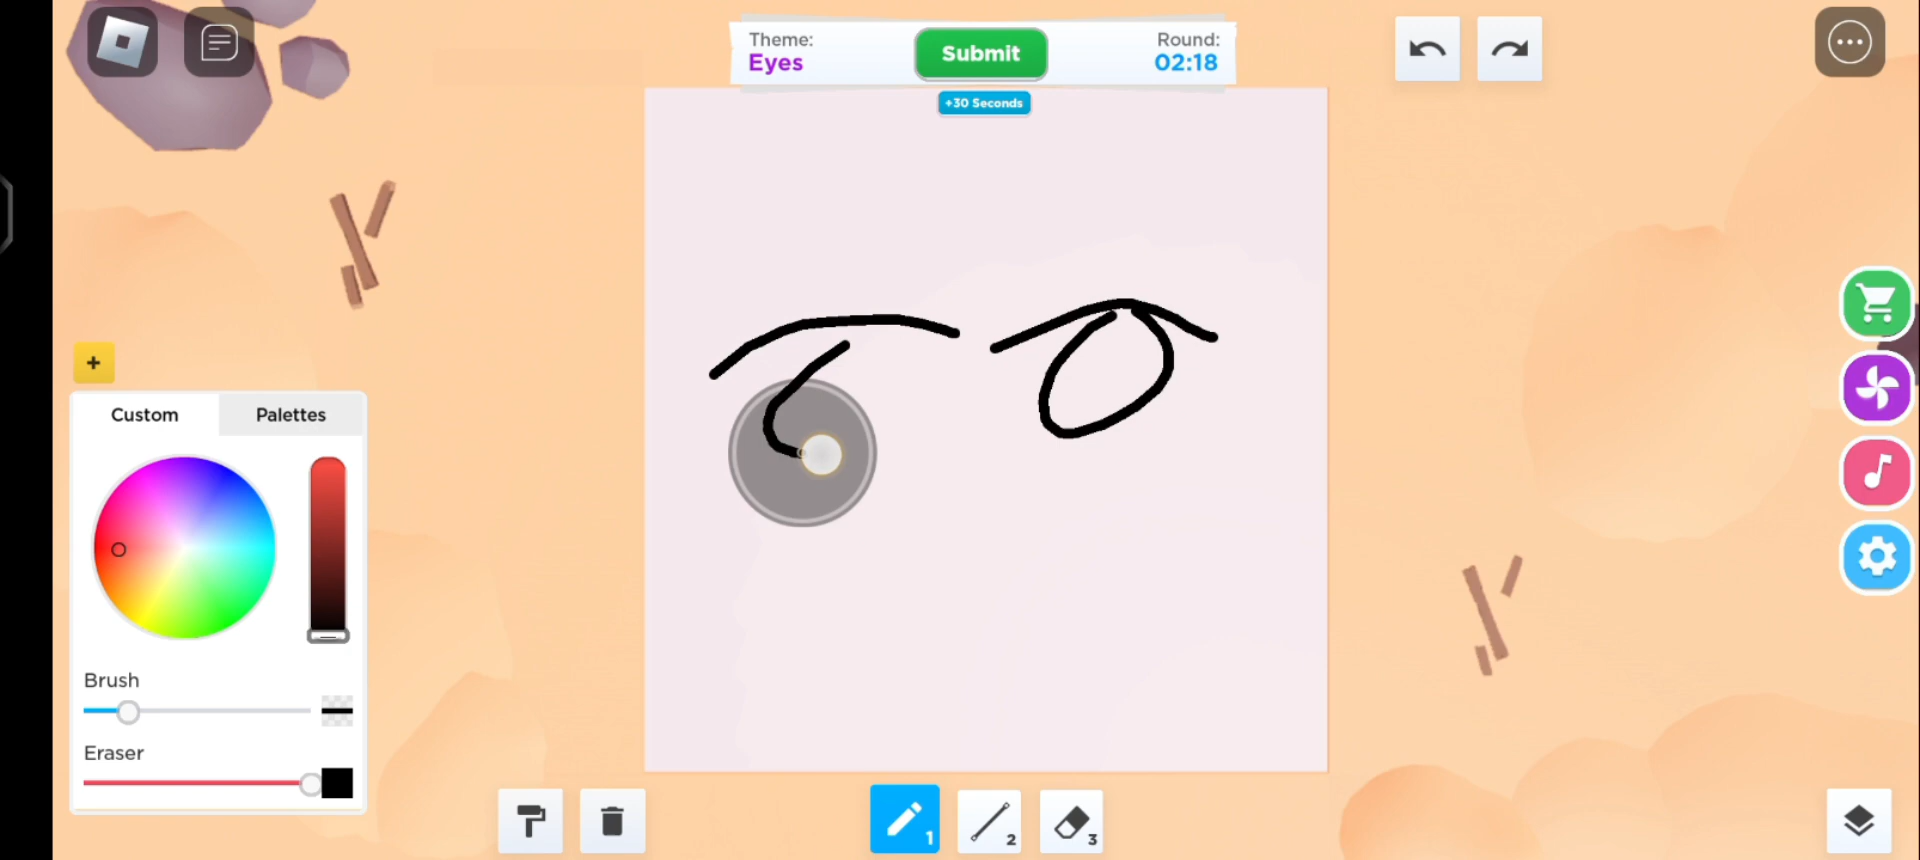 Theme:
Eyes
Submit
Round:
02:18
+30 Seconds
+
Custom
Palettes
Brush
Eraser
1
2
3